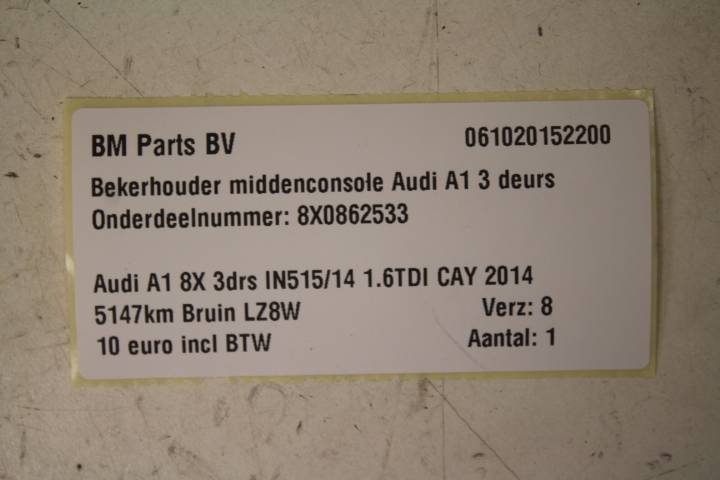 BM Parts BV 061020152200
Bekerhouder middenconsole Audi A1 3 deurs
Onderdeelnummer: 8X0862533
Audi A1 8X 3drs IN515/14 1.6TDI CAY 2014
5147km Bruin LZ8W Verz: 8
10 euro incl BTW Aantal: 1